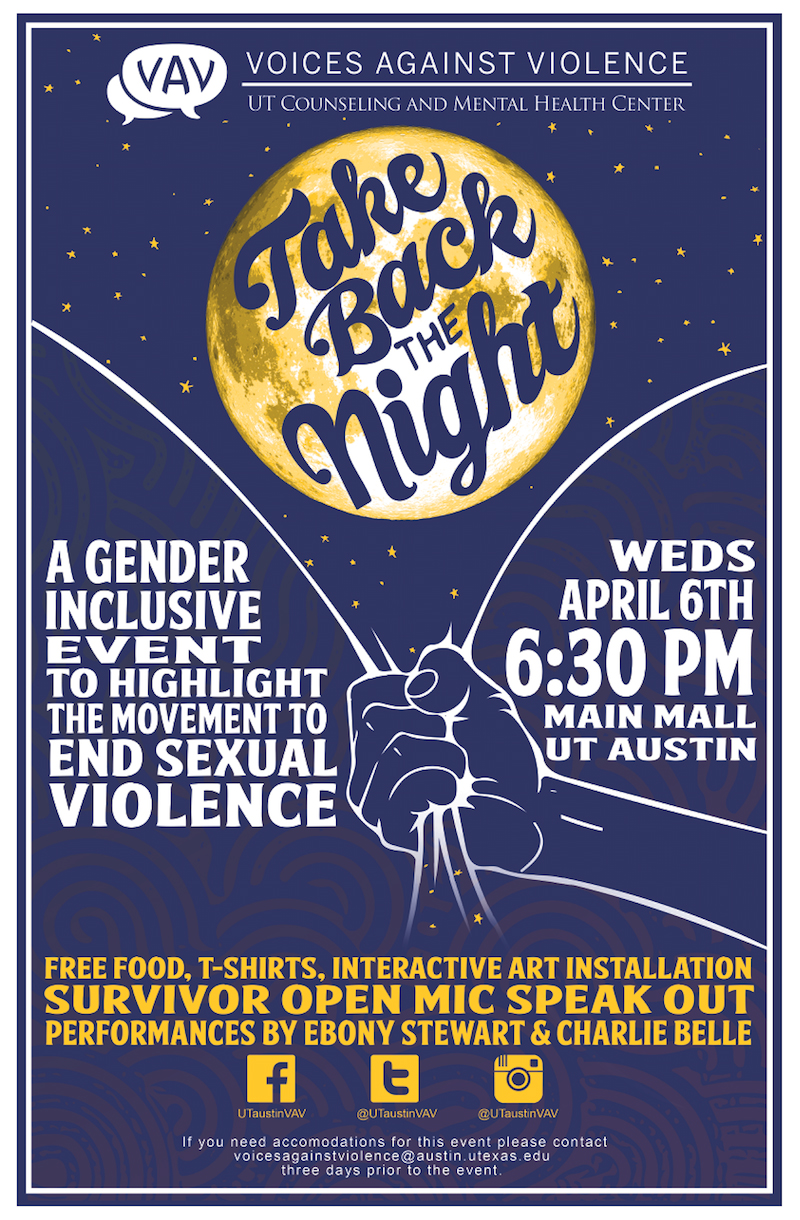 VAV
VOICES AGAINST VIOLENCE
UT COUNSELING AND MENTAL HEALTH CENTER
Take
Back
THE
Night
A GENDER
INCLUSIVE
EVENT
TO HIGHLIGHT
THE MOVEMENT TO
END SEXUAL
VIOLENCE
WEDS
APRIL 6TH
6:30 PM
MAIN MALL
UT AUSTIN
FREE FOOD, T-SHIRTS, INTERACTIVE ART INSTALLATION
SURVIVOR OPEN MIC SPEAK OUT
PERFORMANCES BY EBONY STEWART & CHARLIE BELLE
UTaustinVAV @UTaustinVAV @UTaustinVAV
If you need accomodations for this event please contact
voicesagainstviolence@austin.utexas.edu
three days prior to the event.